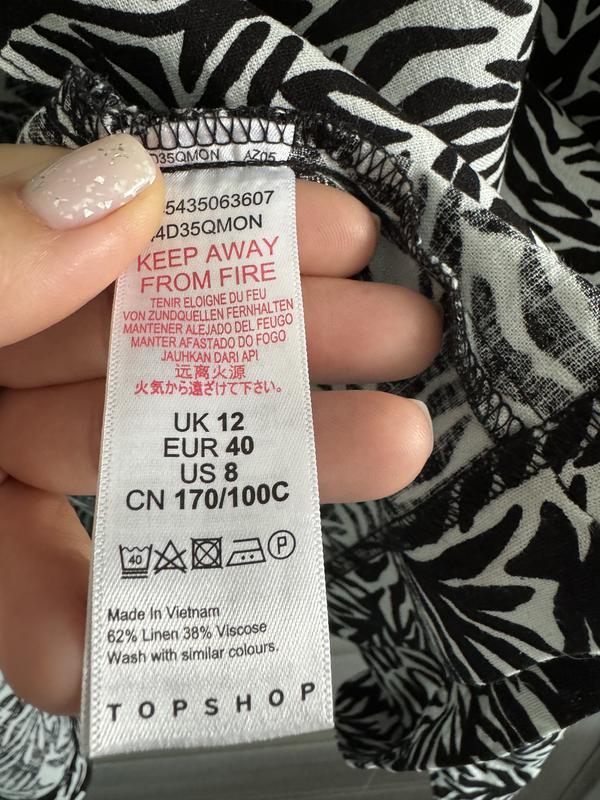 D35QMON AZ05
5435063607
4D35QMON
KEEP AWAY
FROM FIRE
TENIR ELOIGNE DU FEU
VON ZUNDQUELLEN FERNHALTEN
MANTENER ALEJADO DEL FEUGO
MANTER AFASTADO DO FOGO
JAUHKAN DARI API
远离火源
火気から遠ざけて下さい。
UK 12
EUR 40
US 8
CN 170/100C
40 P
Made In Vietnam
62% Linen 38% Viscose
Wash with similar colours.
TOPSHOP